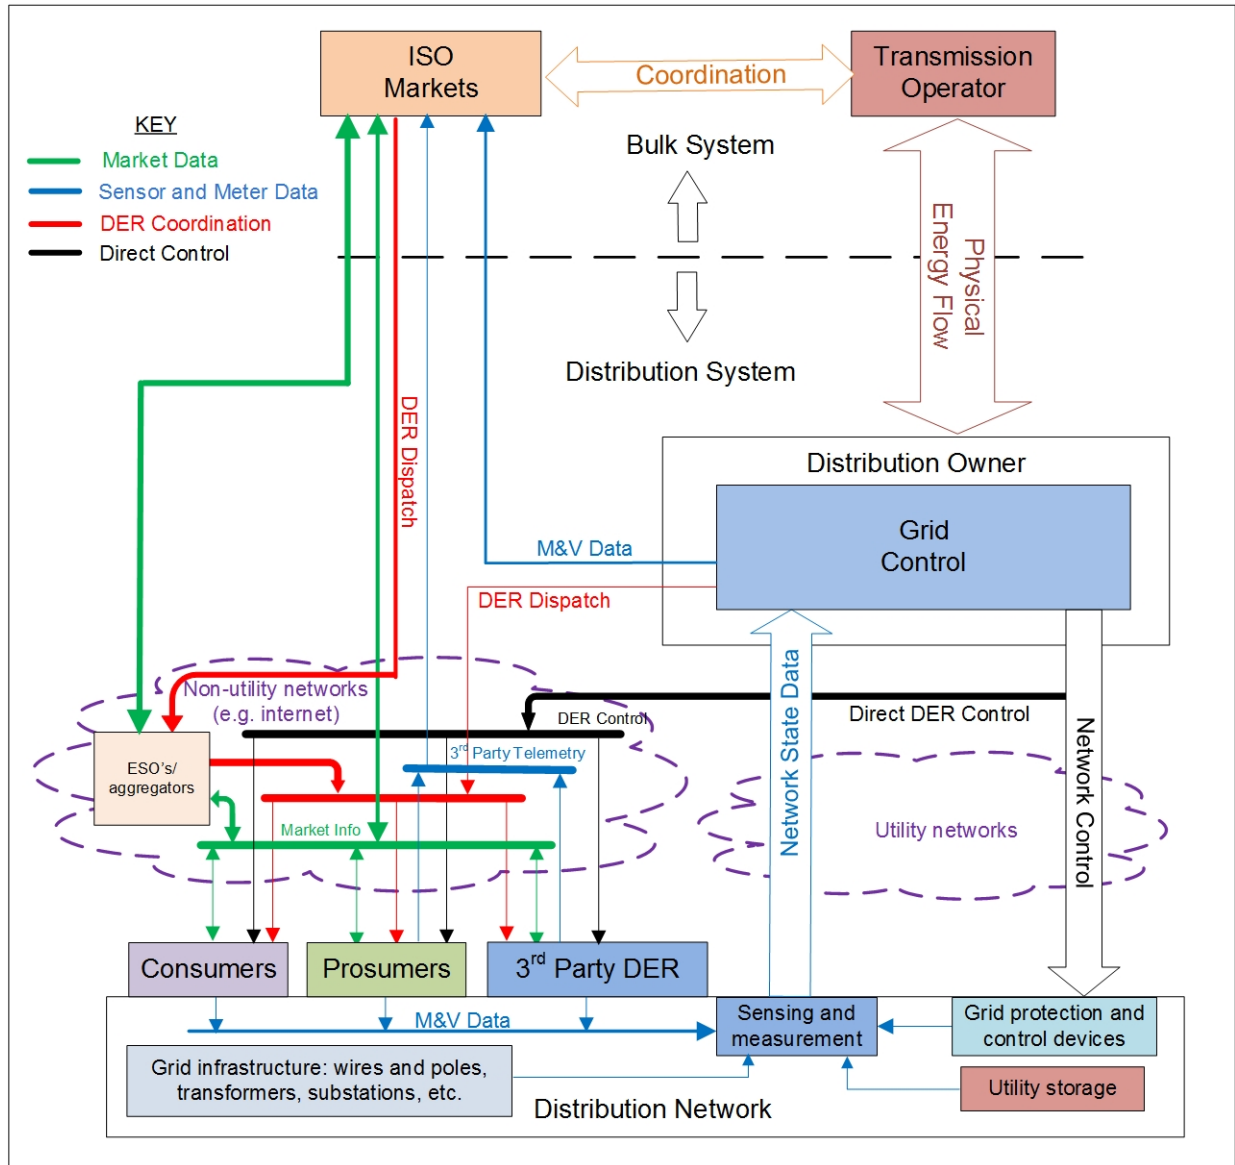 ISO
Markets
Coordination
Transmission
Operator
KEY
Market Data
Sensor and Meter Data
DER Coordination
Direct Control
Bulk System
Distribution System
Physical
Energy Flow
DER Dispatch
Distribution Owner
Grid
Control
M&V Data
DER Dispatch
Non-utility networks
(e.g. internet)
DER Control
3rd Party Telemetry
Direct DER Control
Network State Data
Network Control
ESO's/
aggregators
Market Info
Utility networks
Consumers
Prosumers
3rd Party DER
M&V Data
Sensing and
measurement
Grid protection and
control devices
Grid infrastructure: wires and poles,
transformers, substations, etc.
Utility storage
Distribution Network